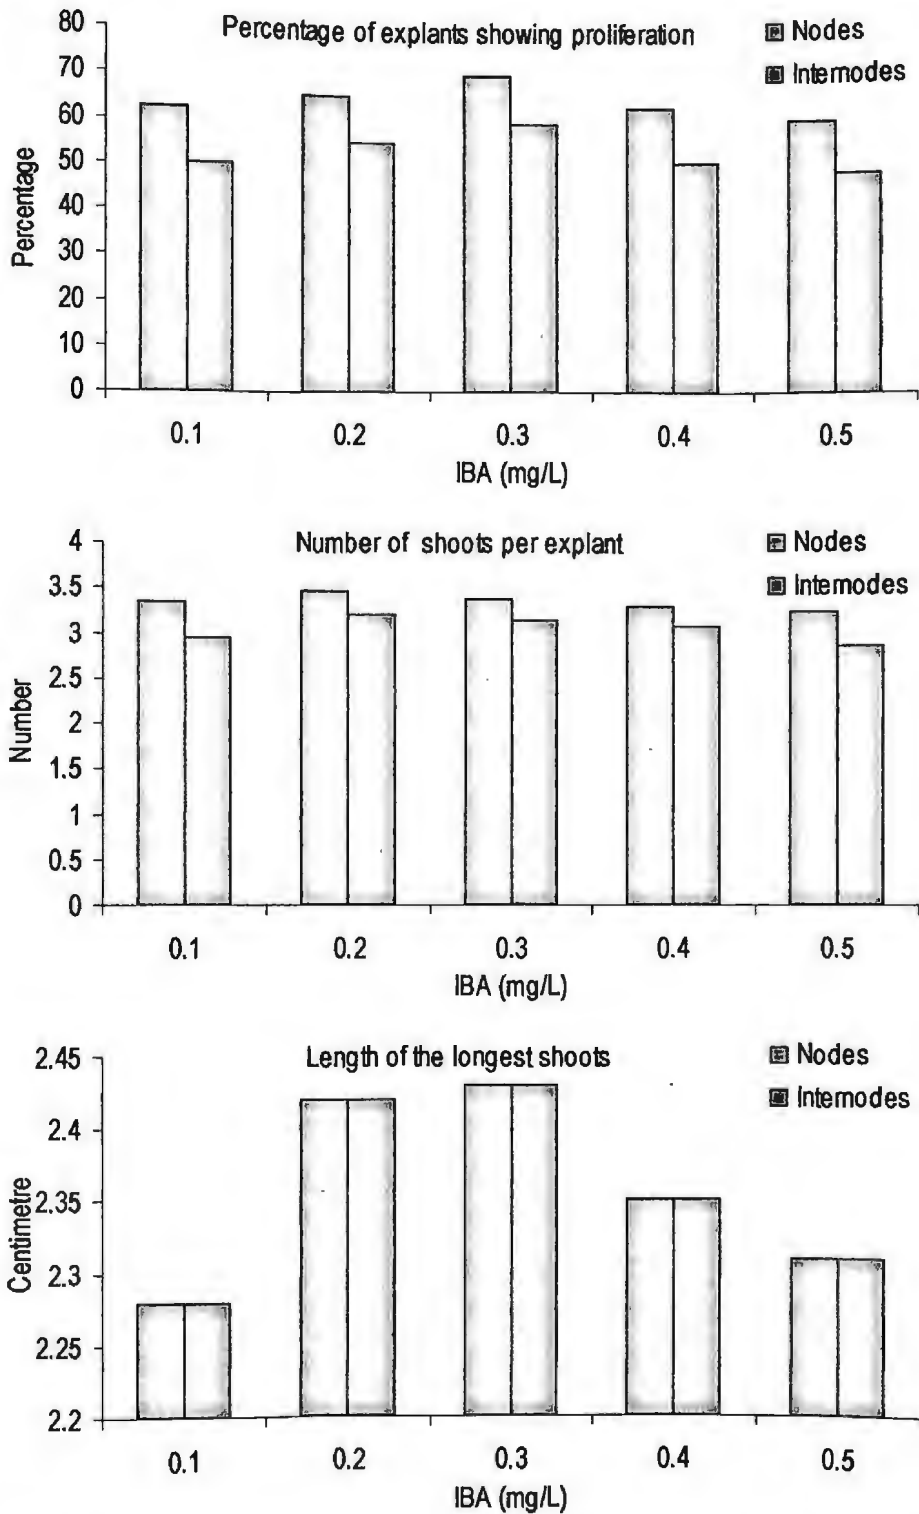 Percentage of explants showing proliferation
Nodes
Internodes
80
70
60
50
40
30
20
10
0
Percentage
0.1 0.2 0.3 0.4 0.5
IBA (mg/L)
Number of shoots per explant
Nodes
Internodes
4
3.5
3
2.5
2
1.5
1
0.5
0
Number
0.1 0.2 0.3 0.4 0.5
IBA (mg/L)
Length of the longest shoots
Nodes
Internodes
2.45
2.4
2.35
2.3
2.25
2.2
Centimetre
0.1 0.2 0.3 0.4 0.5
IBA (mg/L)